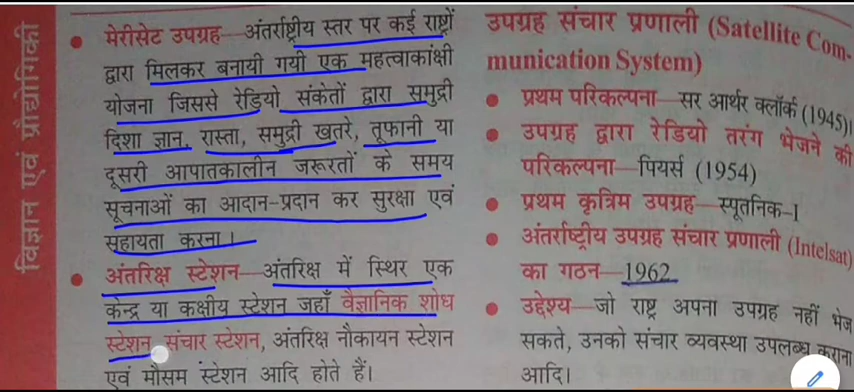 विज्ञान एवं प्रौद्योगिकी
• मेरीसेट उपग्रह—अंतर्राष्ट्रीय स्तर पर कई राष्ट्रों
द्वारा मिलकर बनायी गयी एक महत्वाकांक्षी
योजना जिससे रेडियो संकेतों द्वारा समुद्री
दिशा ज्ञान, रास्ता, समुद्री खतरे, तूफानी या
दूसरी आपातकालीन जरूरतों के समय
सूचनाओं का आदान-प्रदान कर सुरक्षा एवं
सहायता करना।
• अंतरिक्ष स्टेशन—अंतरिक्ष में स्थिर एक
केन्द्र या कक्षीय स्टेशन जहाँ वैज्ञानिक शोध
स्टेशन संचार स्टेशन, अंतरिक्ष नौकायन स्टेशन
एवं मौसम स्टेशन आदि होते हैं।
उपग्रह संचार प्रणाली (Satellite Com-
munication System)
• प्रथम परिकल्पना—सर आर्थर क्लॉर्क (1945)।
• उपग्रह द्वारा रेडियो तरंग भेजने की
परिकल्पना—पियर्स (1954)
• प्रथम कृत्रिम उपग्रह—स्पूतनिक-I
• अंतर्राष्ट्रीय उपग्रह संचार प्रणाली (Intelsat)
का गठन—1962
• उद्देश्य—जो राष्ट्र अपना उपग्रह नहीं भेज
सकते, उनको संचार व्यवस्था उपलब्ध कराना
आदि।